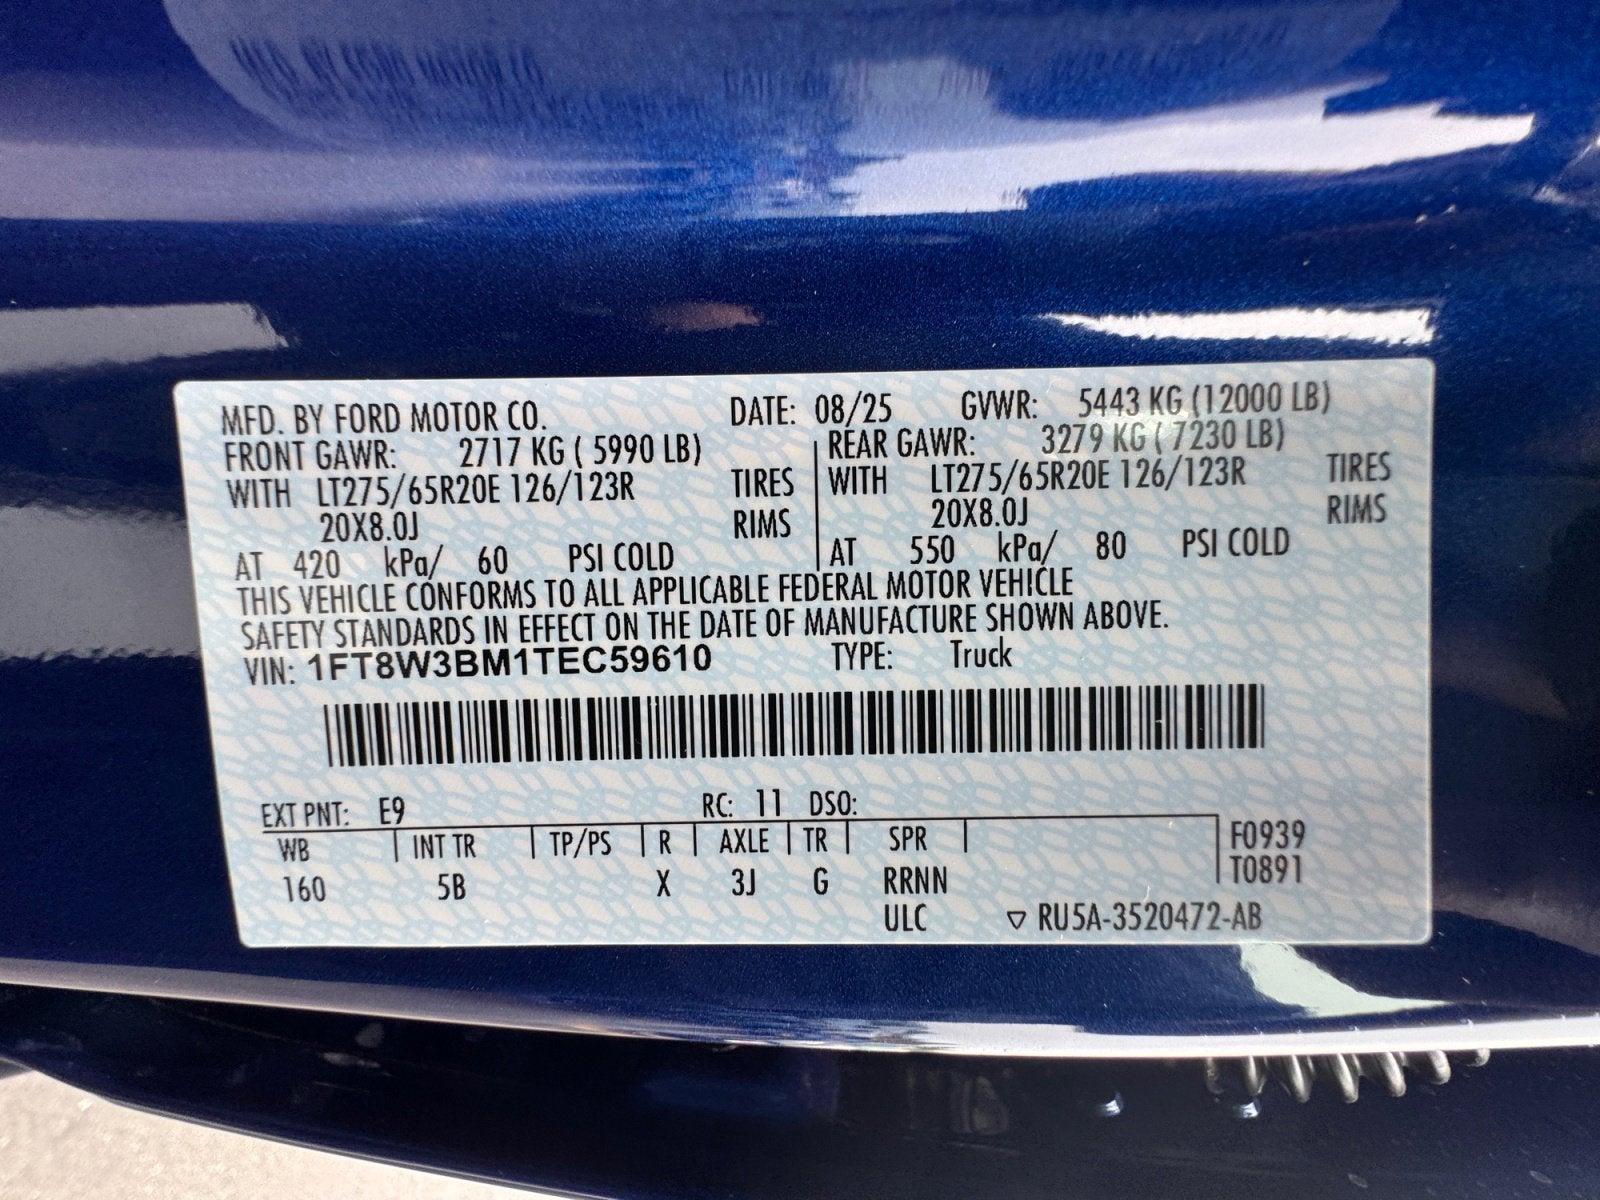 MFD. BY FORD MOTOR CO. DATE: 08/25 GVWR: 5443 KG (12000 LB)
FRONT GAWR: 2717 KG ( 5990 LB) REAR GAWR: 3279 KG ( 7230 LB)
WITH LT275/65R20E 126/123R TIRES WITH LT275/65R20E 126/123R TIRES
20X8.0J RIMS 20X8.0J RIMS
AT 420 kPa/ 60 PSI COLD AT 550 kPa/ 80 PSI COLD
THIS VEHICLE CONFORMS TO ALL APPLICABLE FEDERAL MOTOR VEHICLE
SAFETY STANDARDS IN EFFECT ON THE DATE OF MANUFACTURE SHOWN ABOVE.
VIN: 1FT8W3BM1TEC59610 TYPE: Truck
EXT PNT: E9 RC: 11 DSO:
WB INT TR TP/PS R AXLE TR SPR F0939
160 5B X 3J G RRNN T0891
ULC ▽ RU5A-3520472-AB